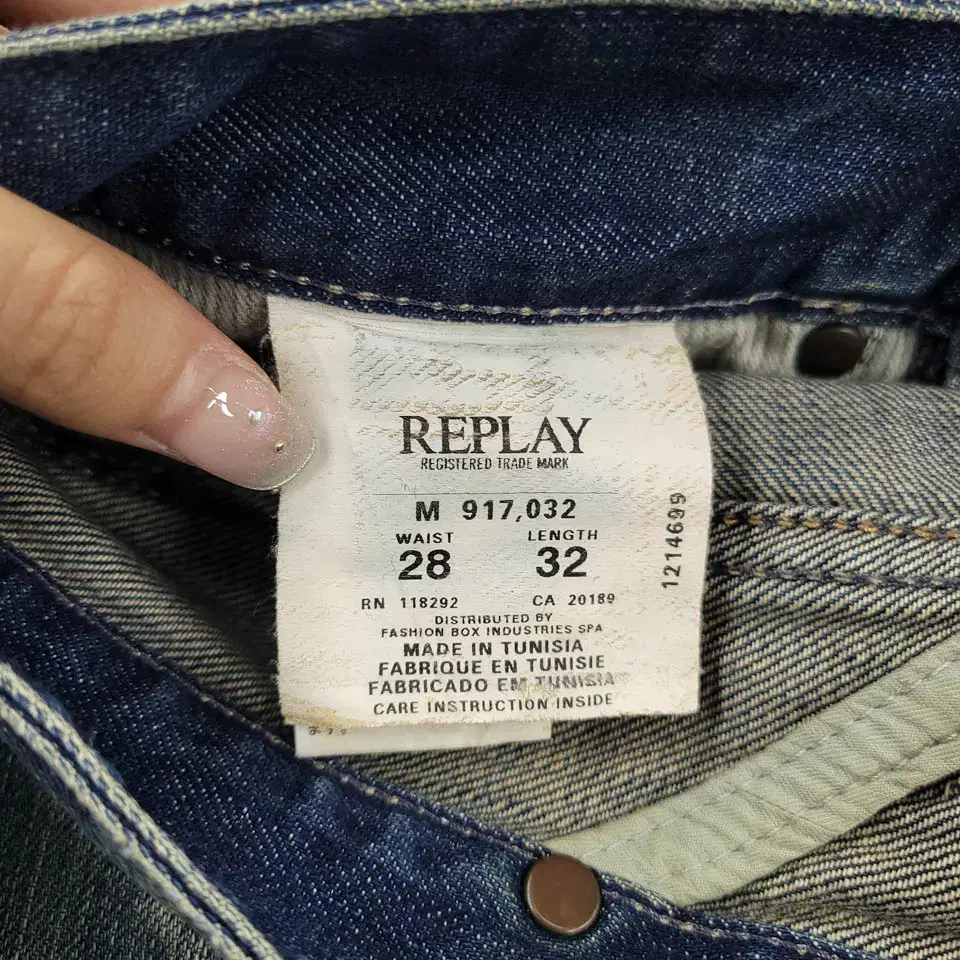 REPLAY
REGISTERED TRADE MARK
M 917,032
WAIST LENGTH
28 32
RN 118292 CA 20189
DISTRIBUTED BY
FASHION BOX INDUSTRIES SPA
MADE IN TUNISIA
FABRIQUE EN TUNISIE
FABRICADO EM TUNISIA
CARE INSTRUCTION INSIDE
1214699